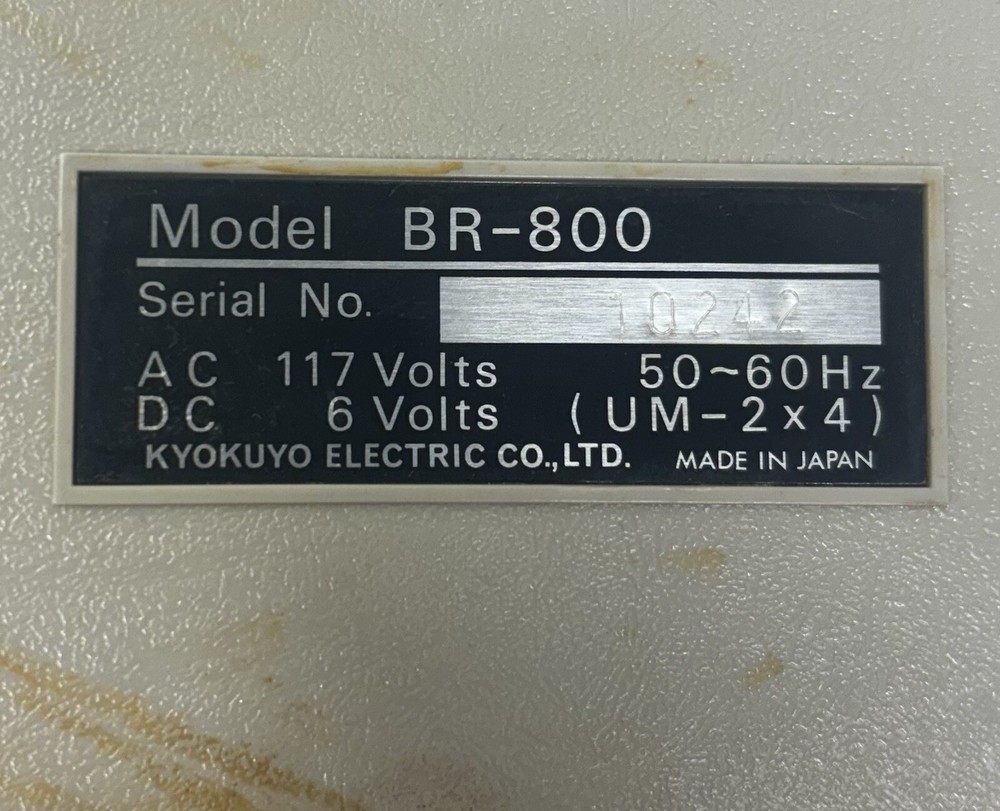 Model BR-800
Serial No. 10242
AC 117 Volts 50~60Hz
DC 6 Volts (UM-2x4)
KYOKUYO ELECTRIC CO.,LTD. MADE IN JAPAN